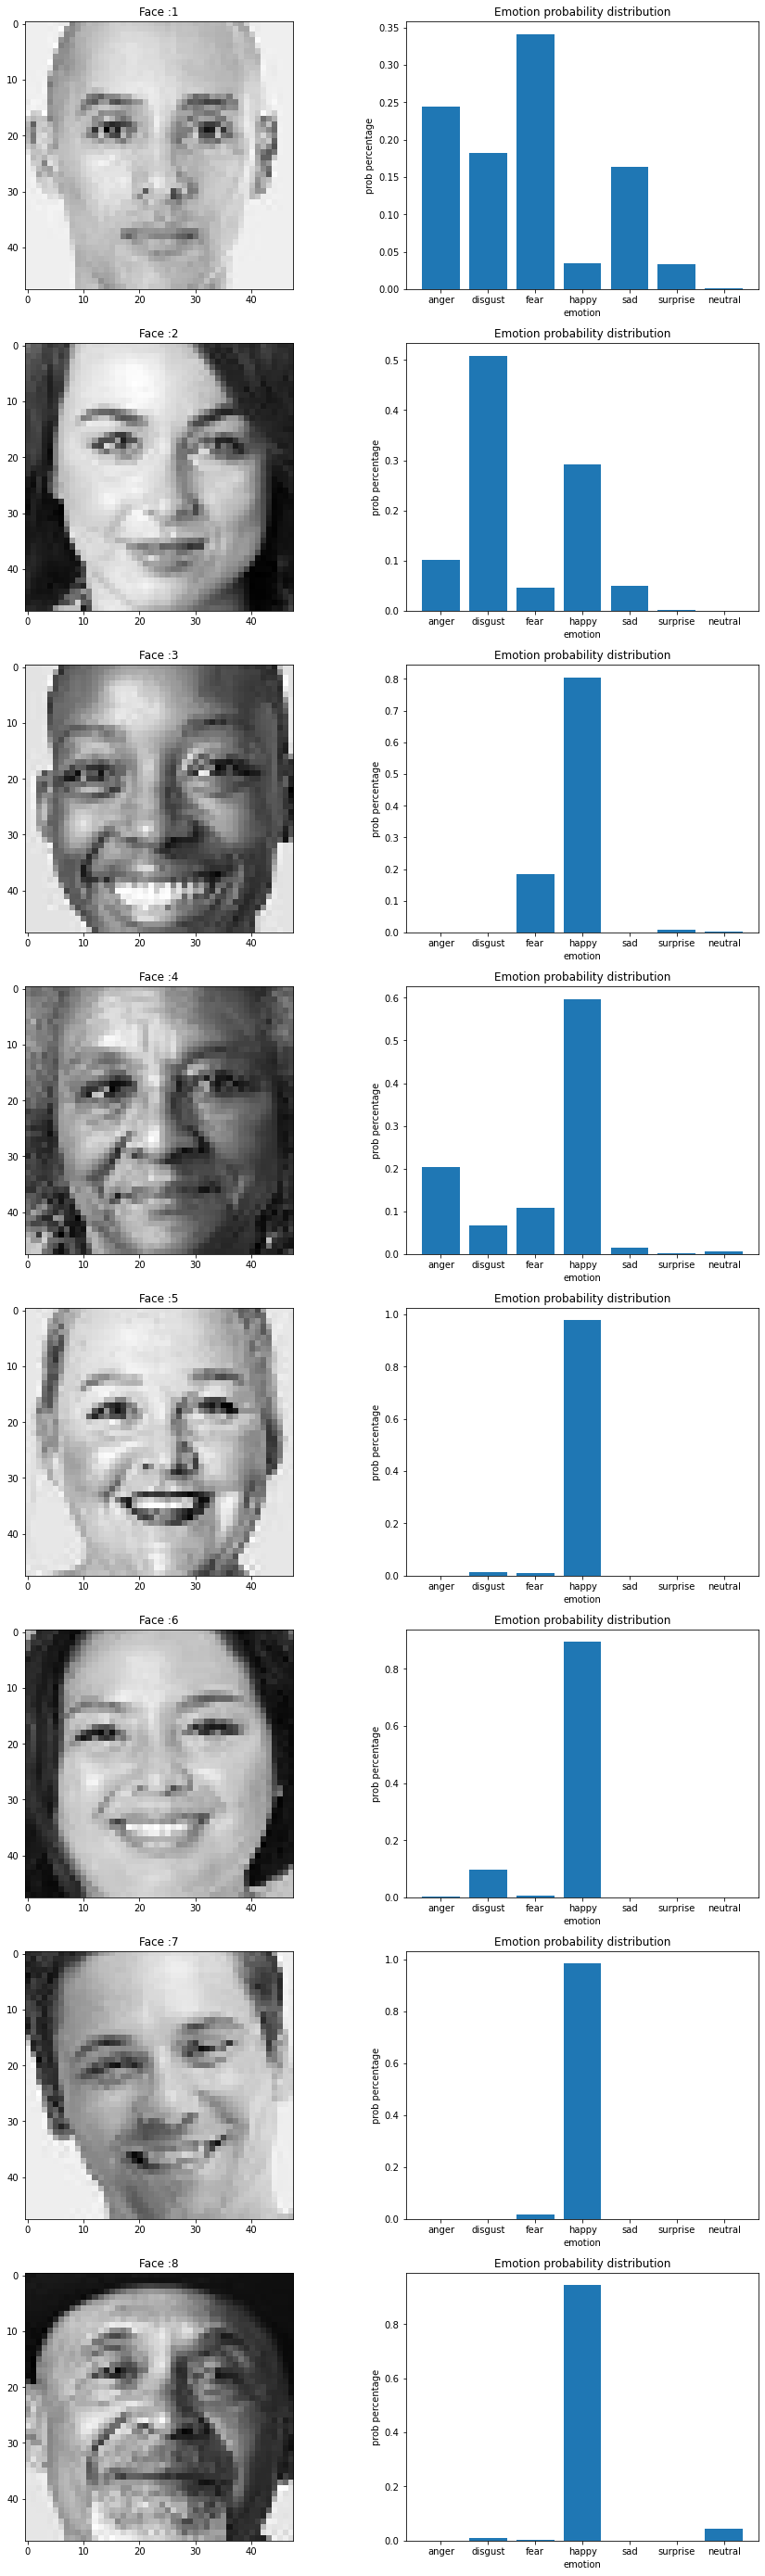 Face :1
Emotion probability distribution
0
10
20
30
40
0 10 20 30 40
prob percentage
0.35
0.30
0.25
0.20
0.15
0.10
0.05
0.00
anger disgust fear happy sad surprise neutral
emotion
Face :2
Emotion probability distribution
0
10
20
30
40
0 10 20 30 40
prob percentage
0.5
0.4
0.3
0.2
0.1
0.0
anger disgust fear happy sad surprise neutral
emotion
Face :3
Emotion probability distribution
0
10
20
30
40
0 10 20 30 40
prob percentage
0.8
0.7
0.6
0.5
0.4
0.3
0.2
0.1
0.0
anger disgust fear happy sad surprise neutral
emotion
Face :4
Emotion probability distribution
0
10
20
30
40
0 10 20 30 40
prob percentage
0.6
0.5
0.4
0.3
0.2
0.1
0.0
anger disgust fear happy sad surprise neutral
emotion
Face :5
Emotion probability distribution
0
10
20
30
40
0 10 20 30 40
prob percentage
1.0
0.8
0.6
0.4
0.2
0.0
anger disgust fear happy sad surprise neutral
emotion
Face :6
Emotion probability distribution
0
10
20
30
40
0 10 20 30 40
prob percentage
0.8
0.6
0.4
0.2
0.0
anger disgust fear happy sad surprise neutral
emotion
Face :7
Emotion probability distribution
0
10
20
30
40
0 10 20 30 40
prob percentage
1.0
0.8
0.6
0.4
0.2
0.0
anger disgust fear happy sad surprise neutral
emotion
Face :8
Emotion probability distribution
0
10
20
30
40
0 10 20 30 40
prob percentage
0.8
0.6
0.4
0.2
0.0
anger disgust fear happy sad surprise neutral
emotion